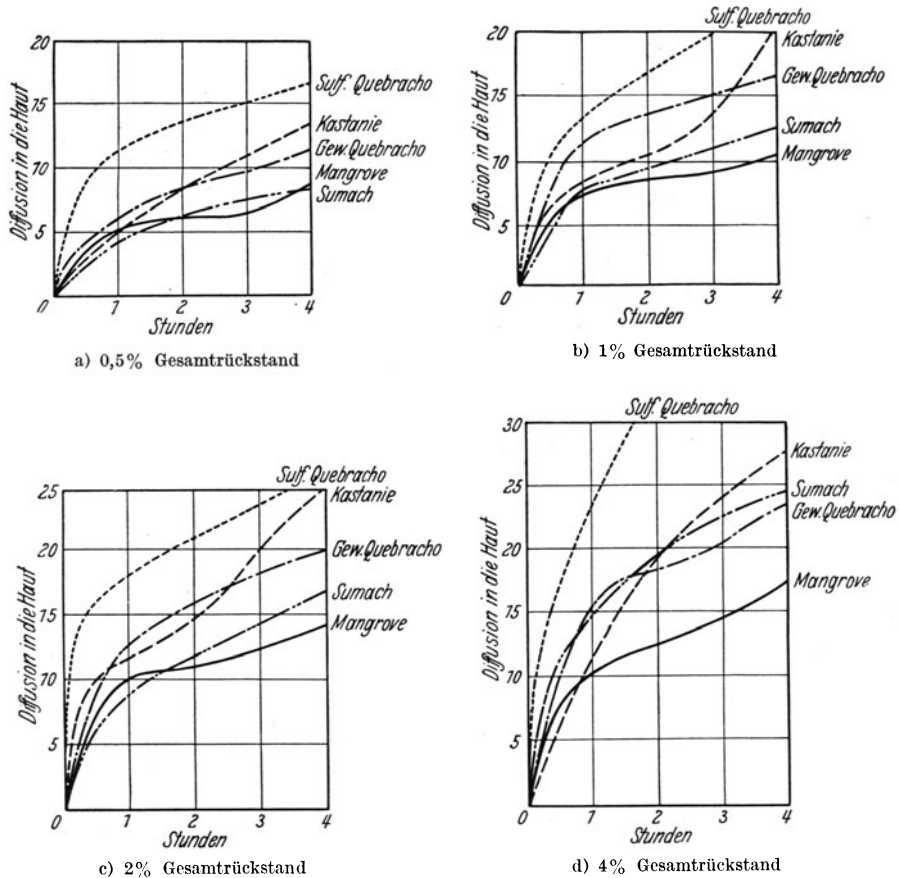 20
15
10
5
0
1
2
3
4
Diffusion in die Haut
Stunden
Sulf. Quebracho
Kastanie
Gew. Quebracho
Mangrove
Sumach
a) 0,5% Gesamtrückstand
20
15
10
5
0
1
2
3
4
Diffusion in die Haut
Stunden
Sulf. Quebracho
Kastanie
Gew. Quebracho
Sumach
Mangrove
b) 1% Gesamtrückstand
25
20
15
10
5
0
1
2
3
4
Diffusion in die Haut
Stunden
Sulf. Quebracho
Kastanie
Gew. Quebracho
Sumach
Mangrove
c) 2% Gesamtrückstand
30
25
20
15
10
5
0
1
2
3
4
Diffusion in die Haut
Stunden
Sulf. Quebracho
Kastanie
Sumach
Gew. Quebracho
Mangrove
d) 4% Gesamtrückstand